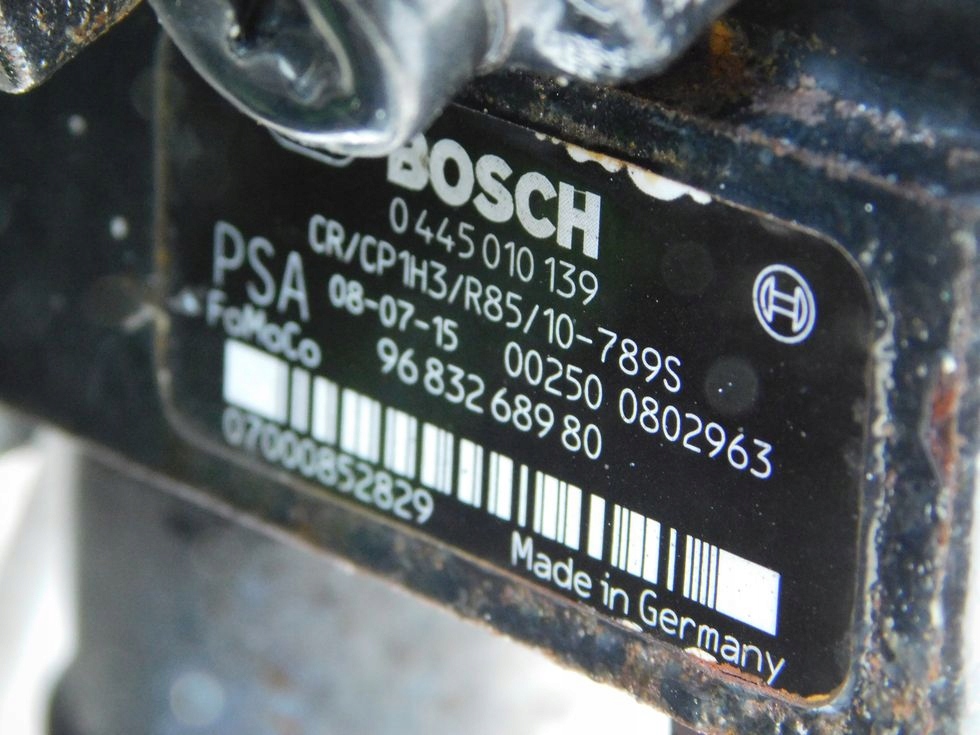 BOSCH
0 445 010 139
CR/CP1H3/R85/10-789S
PSA 08-07-15 00250 0802963
FoMoCo 96 832 689 80
07000852829
Made in Germany